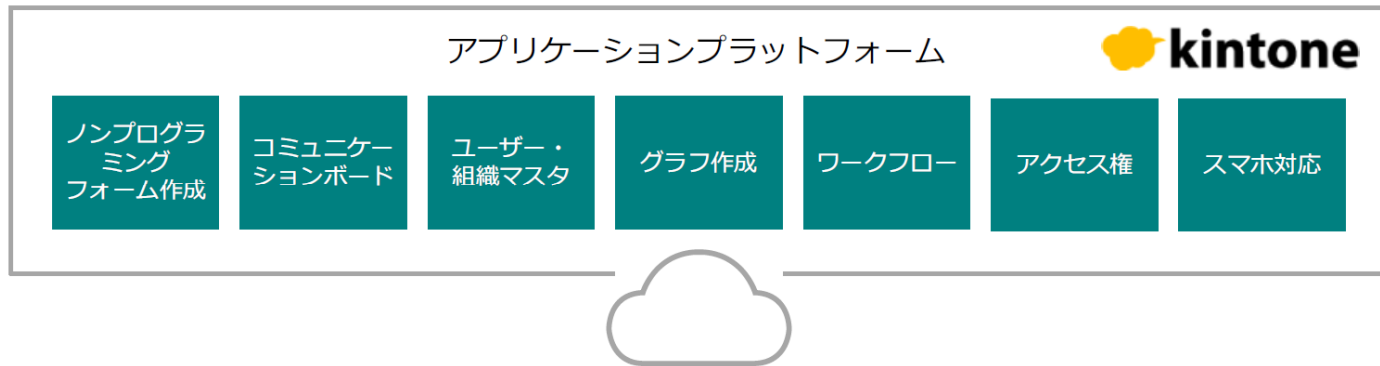 アプリケーションプラットフォーム
kintone
ノンプログラ
ミング
フォーム作成
コミュニケー
ションボード
ユーザー・
組織マスタ
グラフ作成
ワークフロー
アクセス権
スマホ対応